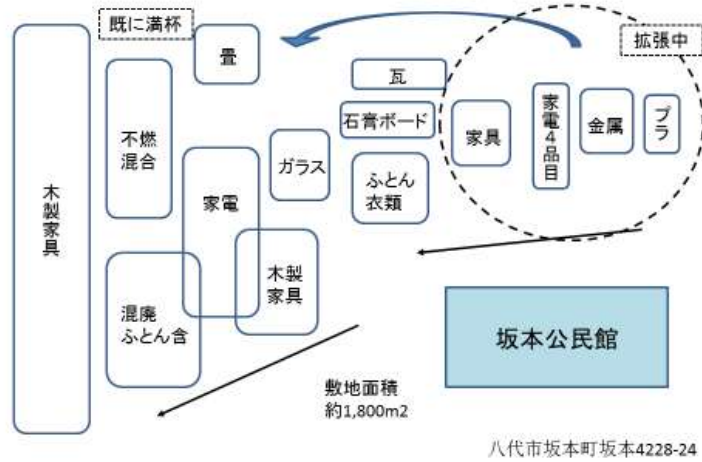 既に満杯
畳
瓦
拡張中
不燃
混合
石膏ボード
家具
家電４品目
金属
プラ
木製家具
家電
ガラス
ふとん
衣類
木製
家具
混廃
ふとん含
坂本公民館
敷地面積
約1,800m2
八代市坂本町坂本4228-24